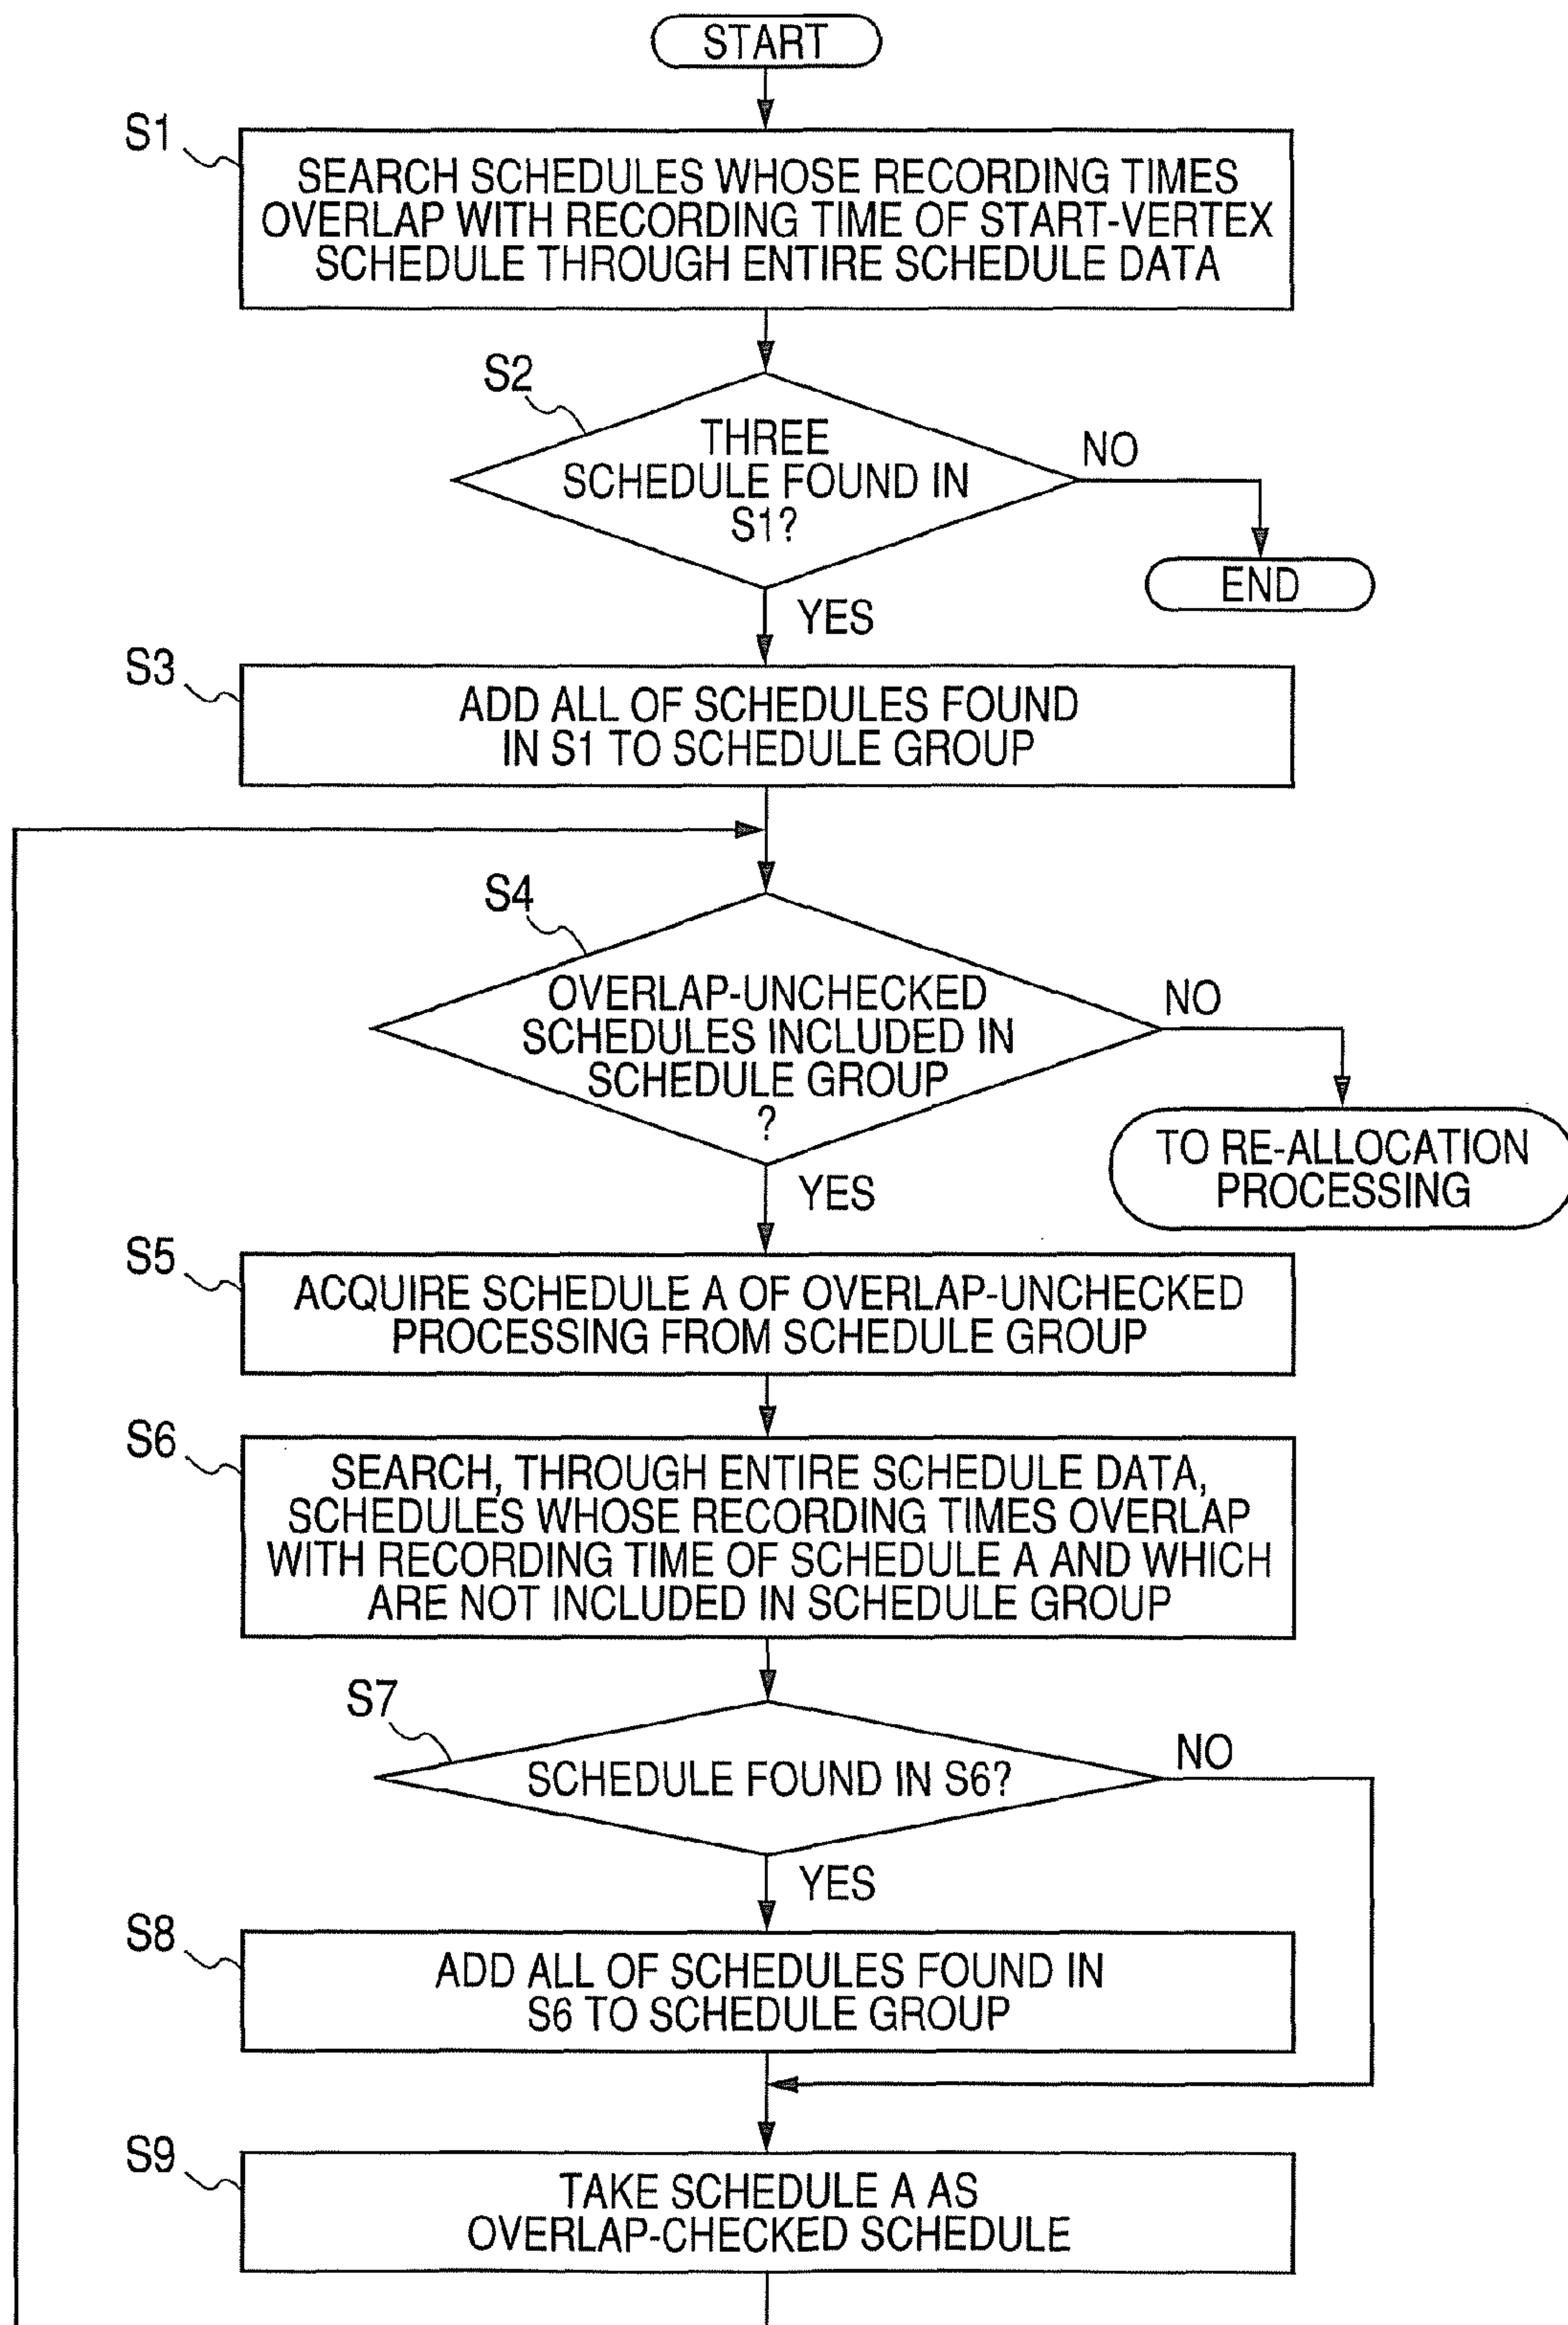 START
S1
SEARCH SCHEDULES WHOSE RECORDING TIMES
OVERLAP WITH RECORDING TIME OF START-VERTEX
SCHEDULE THROUGH ENTIRE SCHEDULE DATA
S2
THREE
SCHEDULE FOUND IN
S1?
NO
END
YES
S3
ADD ALL OF SCHEDULES FOUND
IN S1 TO SCHEDULE GROUP
S4
OVERLAP-UNCHECKED
SCHEDULES INCLUDED IN
SCHEDULE GROUP
?
NO
TO RE-ALLOCATION
PROCESSING
YES
S5
ACQUIRE SCHEDULE A OF OVERLAP-UNCHECKED
PROCESSING FROM SCHEDULE GROUP
S6
SEARCH, THROUGH ENTIRE SCHEDULE DATA,
SCHEDULES WHOSE RECORDING TIMES OVERLAP
WITH RECORDING TIME OF SCHEDULE A AND WHICH
ARE NOT INCLUDED IN SCHEDULE GROUP
S7
SCHEDULE FOUND IN S6?
NO
YES
S8
ADD ALL OF SCHEDULES FOUND IN
S6 TO SCHEDULE GROUP
S9
TAKE SCHEDULE A AS
OVERLAP-CHECKED SCHEDULE